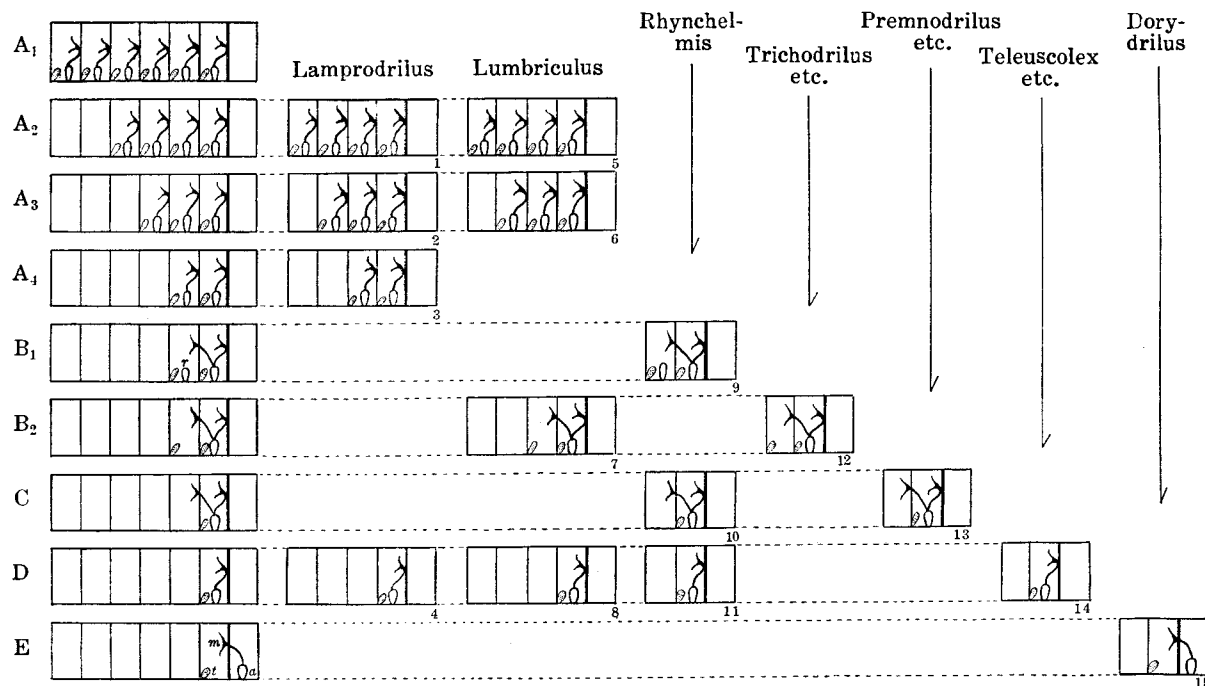 Rhynchel-
mis
Premnodrilus
etc.
Dory-
drilus
Trichodrilus
etc.
Teleuscolex
etc.
Lamprodrilus
Lumbriculus
A1
A2
1
5
A3
2
6
A4
3
B1
r
9
B2
7
12
C
10
13
D
4
8
11
14
E
m
t
a
15